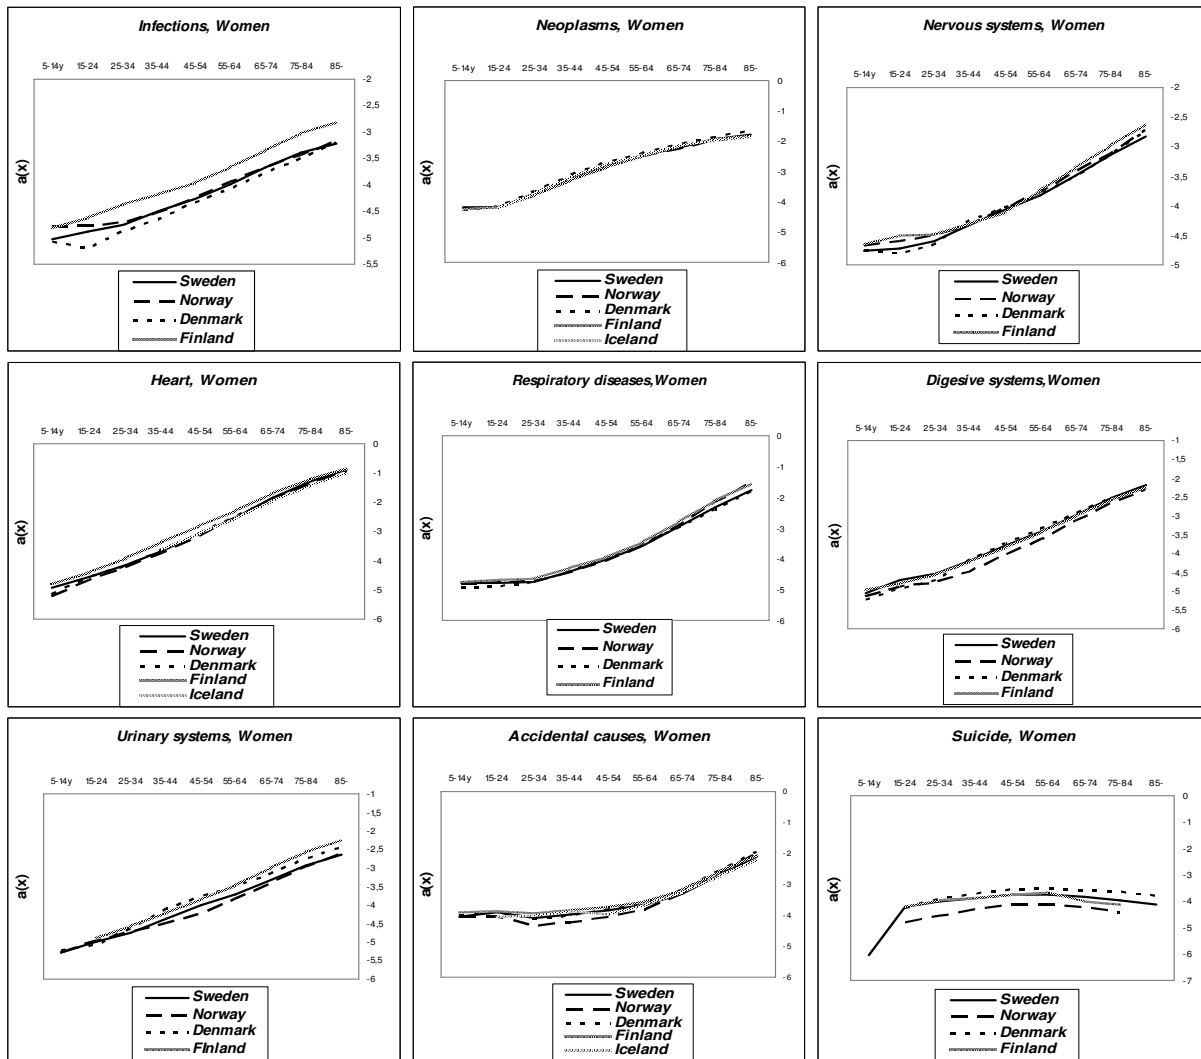 Infections, Women
5-14y 15-24 25-34 35-44 45-54 55-64 65-74 75-84 85-
-2
-2,5
-3
-3,5
-4
-4,5
-5
-5,5
a(x)
Sweden
Norway
Denmark
Finland
Neoplasms, Women
5-14y 15-24 25-34 35-44 45-54 55-64 65-74 75-84 85-
0
-1
-2
-3
-4
-5
-6
a(x)
Sweden
Norway
Denmark
Finland
Iceland
Nervous systems, Women
5-14y 15-24 25-34 35-44 45-54 55-64 65-74 75-84 85-
-2
-2,5
-3
-3,5
-4
-4,5
-5
a(x)
Sweden
Norway
Denmark
Finland
Heart, Women
5-14y 15-24 25-34 35-44 45-54 55-64 65-74 75-84 85-
0
-1
-2
-3
-4
-5
-6
a(x)
Sweden
Norway
Denmark
Finland
Iceland
Respiratory diseases,Women
5-14y 15-24 25-34 35-44 45-54 55-64 65-74 75-84 85-
0
-1
-2
-3
-4
-5
-6
a(x)
Sweden
Norway
Denmark
Finland
Digesive systems,Women
5-14y 15-24 25-34 35-44 45-54 55-64 65-74 75-84 85-
-1
-1,5
-2
-2,5
-3
-3,5
-4
-4,5
-5
-5,5
-6
a(x)
Sweden
Norway
Denmark
Finland
Urinary systems, Women
5-14y 15-24 25-34 35-44 45-54 55-64 65-74 75-84 85-
-1
-1,5
-2
-2,5
-3
-3,5
-4
-4,5
-5
-5,5
-6
a(x)
Sweden
Norway
Denmark
FInland
Accidental causes, Women
5-14y 15-24 25-34 35-44 45-54 55-64 65-74 75-84 85-
0
-1
-2
-3
-4
-5
-6
a(x)
Sweden
Norway
Denmark
Finland
Iceland
Suicide, Women
5-14y 15-24 25-34 35-44 45-54 55-64 65-74 75-84 85-
0
-1
-2
-3
-4
-5
-6
-7
a(x)
Sweden
Norway
Denmark
Finland